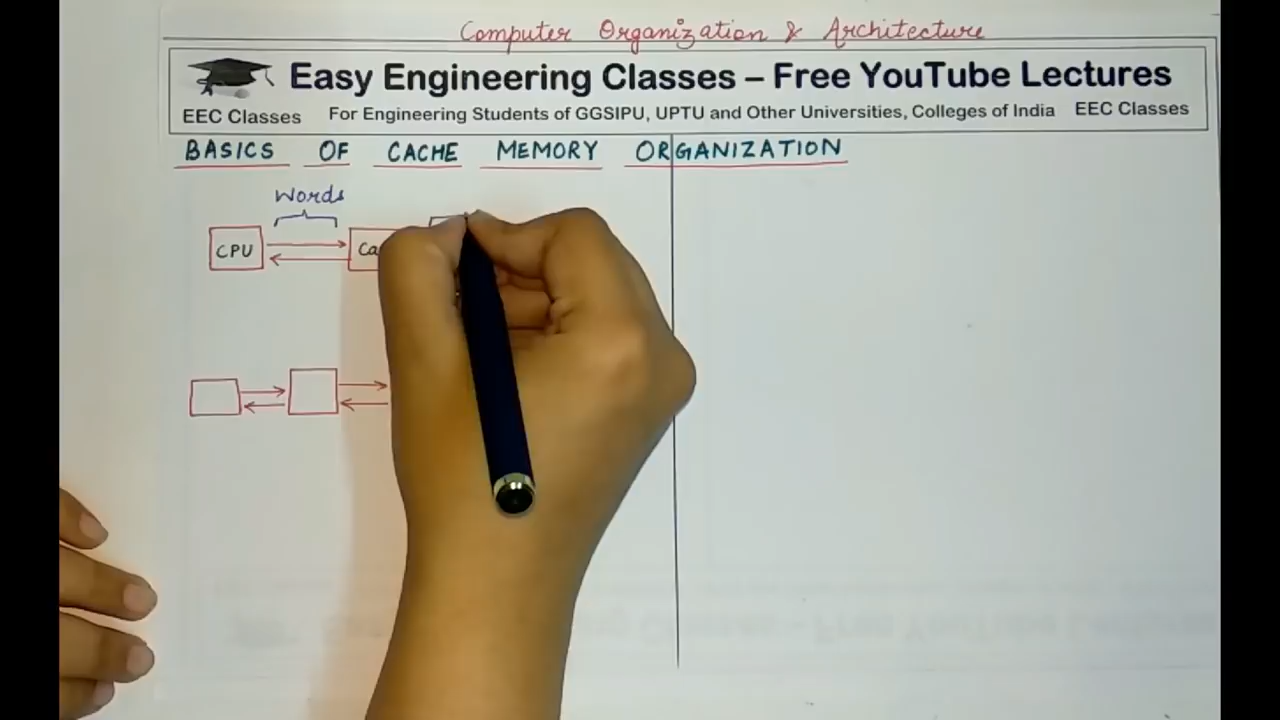 Computer Organization & Architecture
Easy Engineering Classes – Free YouTube Lectures
EEC Classes For Engineering Students of GGSIPU, UPTU and Other Universities, Colleges of India EEC Classes
BASICS OF CACHE MEMORY ORGANIZATION
Words
CPU